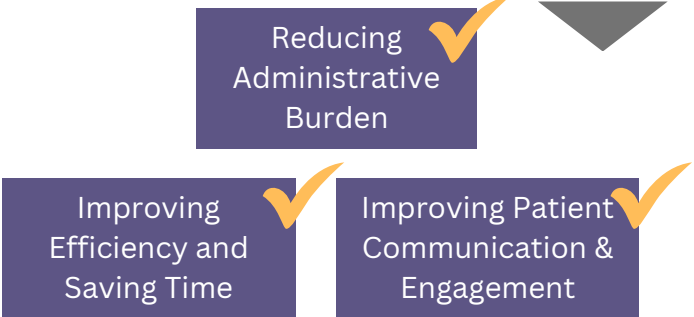 Reducing
Administrative
Burden
Improving
Efficiency and
Saving Time
Improving Patient
Communication &
Engagement